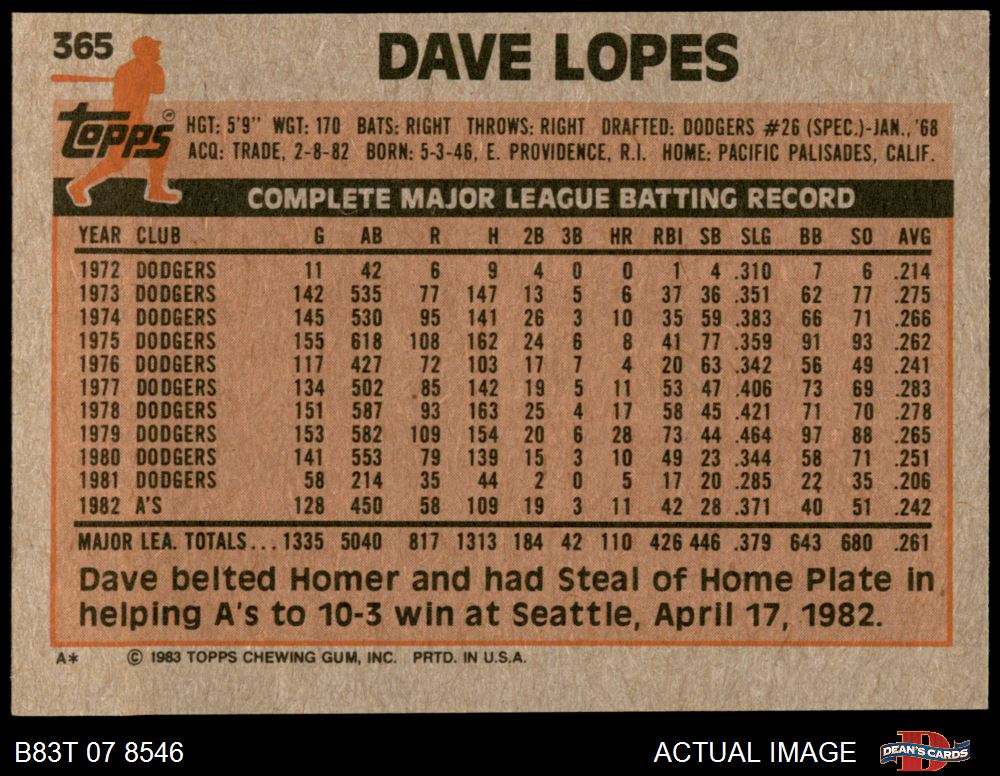 365
DAVE LOPES
Topps®
HGT: 5'9" WGT: 170 BATS: RIGHT THROWS: RIGHT DRAFTED: DODGERS #26 (SPEC.)-JAN., '68
ACQ: TRADE, 2-8-82 BORN: 5-3-46, E. PROVIDENCE, R.I. HOME: PACIFIC PALISADES, CALIF.
COMPLETE MAJOR LEAGUE BATTING RECORD
YEAR CLUB G AB R H 2B 3B HR RBI SB SLG BB SO AVG
1972 DODGERS 11 42 6 9 4 0 0 1 4 .310 7 6 .214
1973 DODGERS 142 535 77 147 13 5 6 37 36 .351 62 77 .275
1974 DODGERS 145 530 95 141 26 3 10 35 59 .383 66 71 .266
1975 DODGERS 155 618 108 162 24 6 8 41 77 .359 91 93 .262
1976 DODGERS 117 427 72 103 17 7 4 20 63 .342 56 49 .241
1977 DODGERS 134 502 85 142 19 5 11 53 47 .406 73 69 .283
1978 DODGERS 151 587 93 163 25 4 17 58 45 .421 71 70 .278
1979 DODGERS 153 582 109 154 20 6 28 73 44 .464 97 88 .265
1980 DODGERS 141 553 79 139 15 3 10 49 23 .344 58 71 .251
1981 DODGERS 58 214 35 44 2 0 5 17 20 .285 22 35 .206
1982 A'S 128 450 58 109 19 3 11 42 28 .371 40 51 .242
MAJOR LEA. TOTALS... 1335 5040 817 1313 184 42 110 426 446 .379 643 680 .261
Dave belted Homer and had Steal of Home Plate in
helping A's to 10-3 win at Seattle, April 17, 1982.
A* © 1983 TOPPS CHEWING GUM, INC. PRTD. IN U.S.A.
B83T 07 8546 ACTUAL IMAGE D DEAN'S CARDS